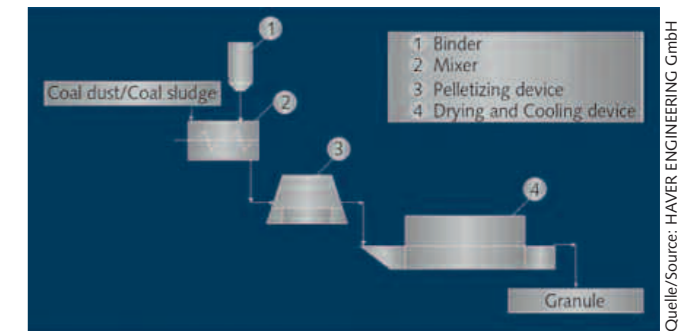 1
1 Binder
2 Mixer
3 Pelletizing device
4 Drying and Cooling device
Coal dust/Coal sludge
2
3
4
Granule
Quelle/Source: HAVER ENGINEERING GmbH